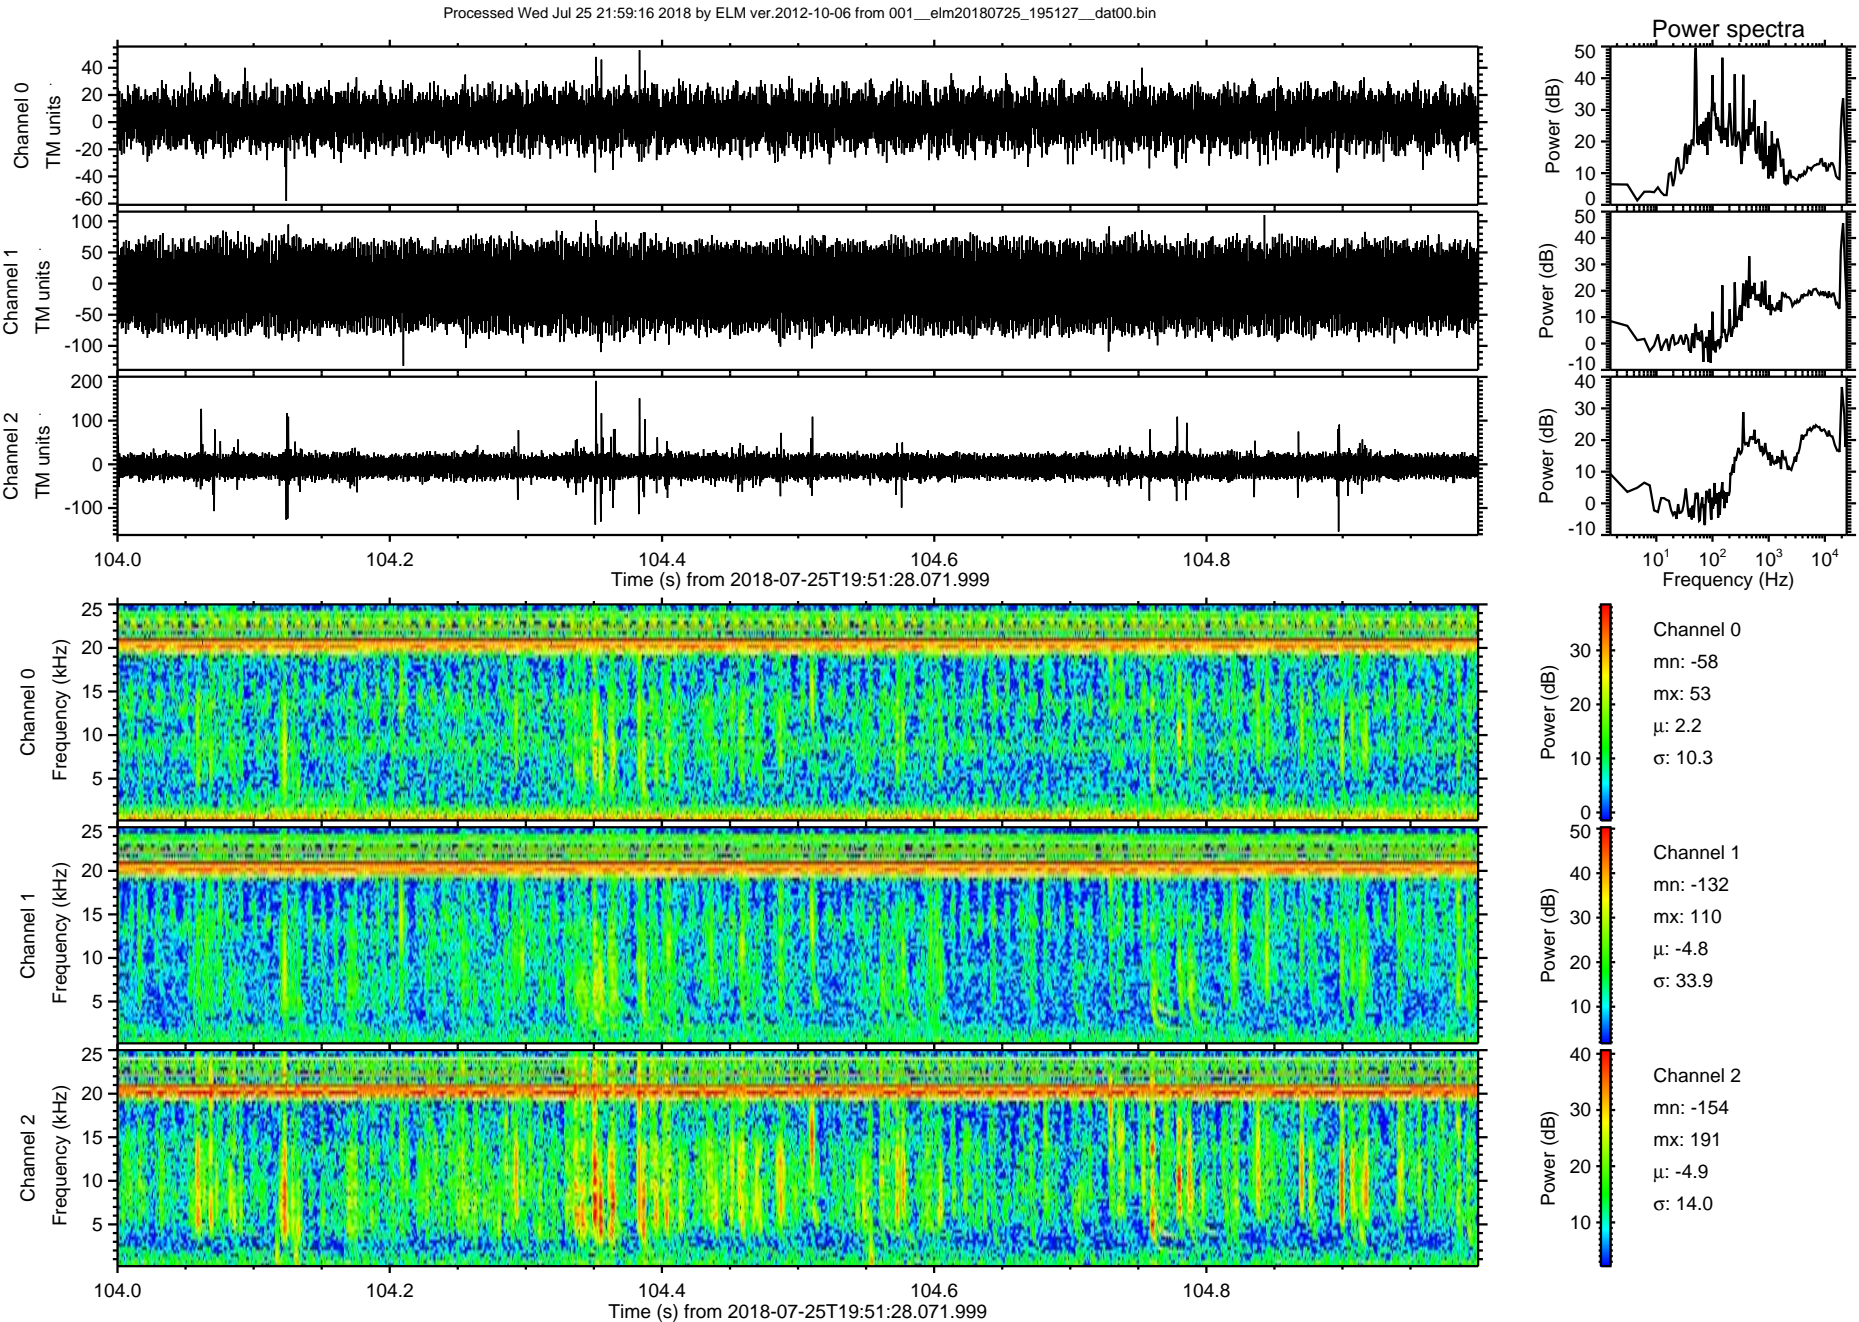 Processed Wed Jul 25 21:59:16 2018 by ELM ver.2012-10-06 from 001__elm20180725_195127__dat00.bin
Power spectra
Channel 0
TM units
40
20
0
-20
-40
-60
Power (dB)
50
40
30
20
10
0
Channel 1
TM units
100
50
0
-50
-100
Power (dB)
50
40
30
20
10
0
-10
Channel 2
TM units
200
100
0
-100
Power (dB)
40
30
20
10
0
-10
104.0 104.2 104.4 104.6 104.8
Time (s) from 2018-07-25T19:51:28.071.999
10¹ 10² 10³ 10⁴
Frequency (Hz)
Channel 0
Frequency (kHz)
25
20
15
10
5
Power (dB)
30
20
10
0
Channel 0
mn: -58
mx: 53
μ: 2.2
σ: 10.3
Channel 1
Frequency (kHz)
25
20
15
10
5
Power (dB)
50
40
30
20
10
Channel 1
mn: -132
mx: 110
μ: -4.8
σ: 33.9
Channel 2
Frequency (kHz)
25
20
15
10
5
Power (dB)
40
30
20
10
Channel 2
mn: -154
mx: 191
μ: -4.9
σ: 14.0
104.0 104.2 104.4 104.6 104.8
Time (s) from 2018-07-25T19:51:28.071.999